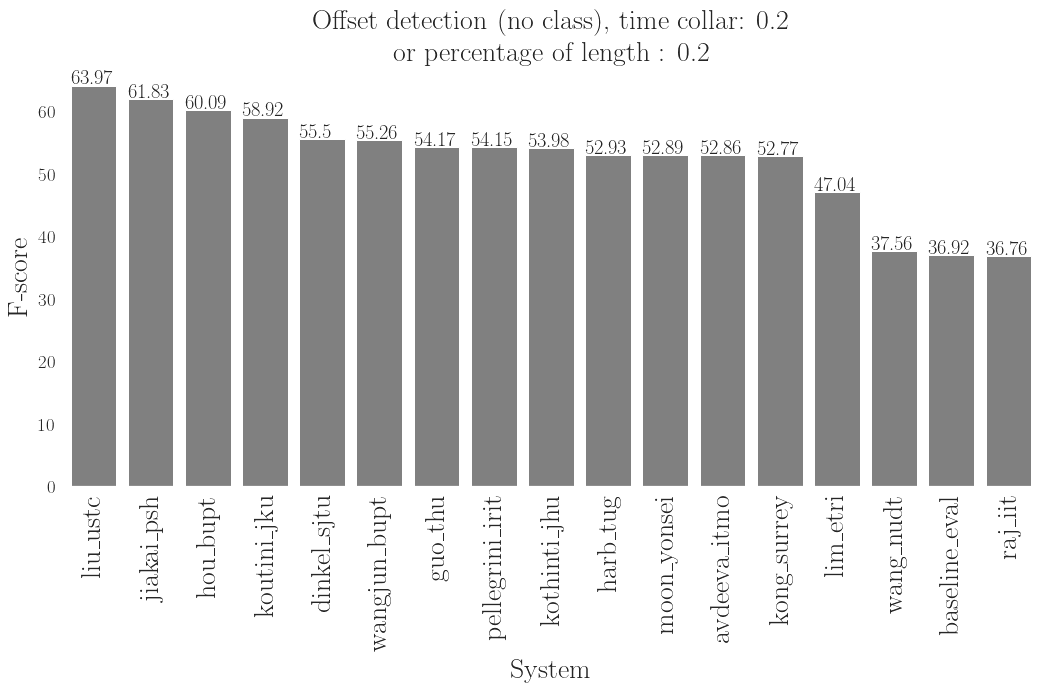 Offset detection (no class), time collar: 0.2
or percentage of length : 0.2
63.97
61.83
60.09
58.92
55.5
55.26
54.17
54.15
53.98
52.93
52.89
52.86
52.77
47.04
37.56
36.92
36.76
60
50
40
30
20
10
0
F-score
liu_ustc
jiakai_psh
hou_bupt
koutini_jku
dinkel_sjtu
wangjun_bupt
guo_thu
pellegrini_irit
kothinti_jhu
harb_tug
moon_yonsei
avdeeva_itmo
kong_surrey
lim_etri
wang_nudt
baseline_eval
raj_iit
System